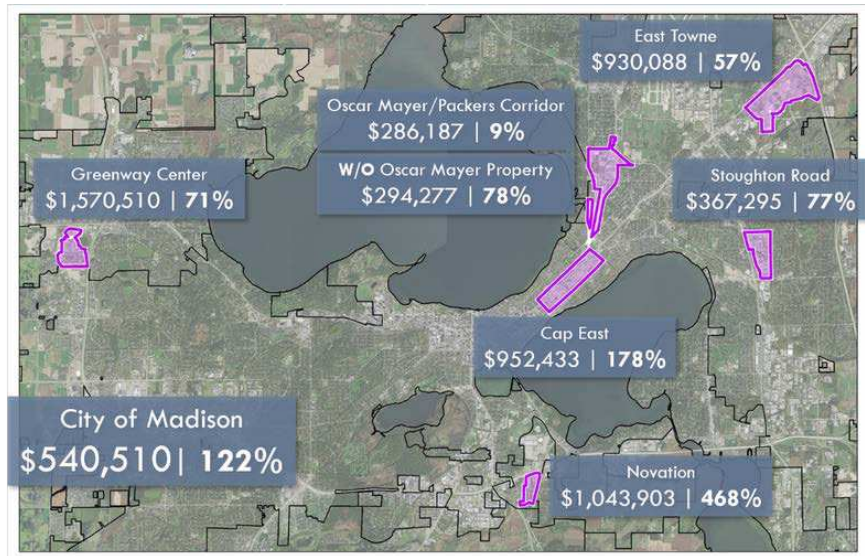 East Towne
$930,088 | 57%
Oscar Mayer/Packers Corridor
$286,187 | 9%
W/O Oscar Mayer Property
$294,277 | 78%
Greenway Center
$1,570,510 | 71%
Stoughton Road
$367,295 | 77%
Cap East
$952,433 | 178%
City of Madison
$540,510| 122%
Novation
$1,043,903 | 468%